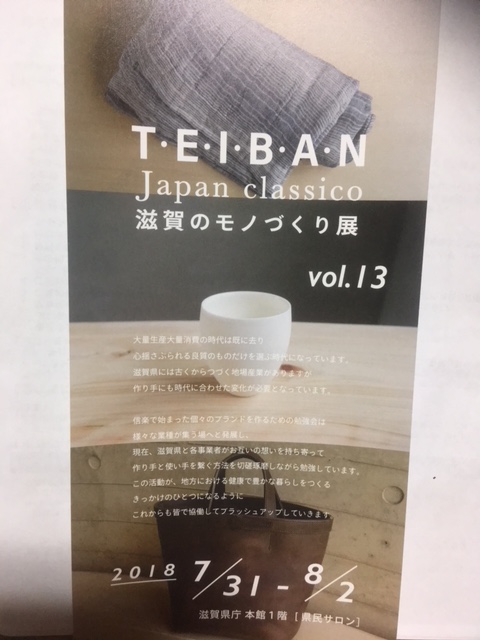 T・E・I・B・A・N
Japan classico
滋賀のモノづくり展
vol.13
大量生産大量消費の時代は既に去り
心揺さぶられる良質のものだけを選ぶ時代になっています。
滋賀県には古くからつづく地場産業がありますが
作り手にも時代に合わせた変化が必要となっています。
信楽で始まった個々のブランドを作るための勉強会は
様々な業種が集う場へと発展し、
現在、滋賀県と各事業者がお互いの想いを持ち寄って
作り手と使い手を繋ぐ方法を切磋琢磨しながら勉強しています。
この活動が、地方における健康で豊かな暮らしをつくる
きっかけのひとつになるように
これからも皆で協働してブラッシュアップしていきます。
2018 7/31 - 8/2
滋賀県庁 本館1階 [県民サロン]